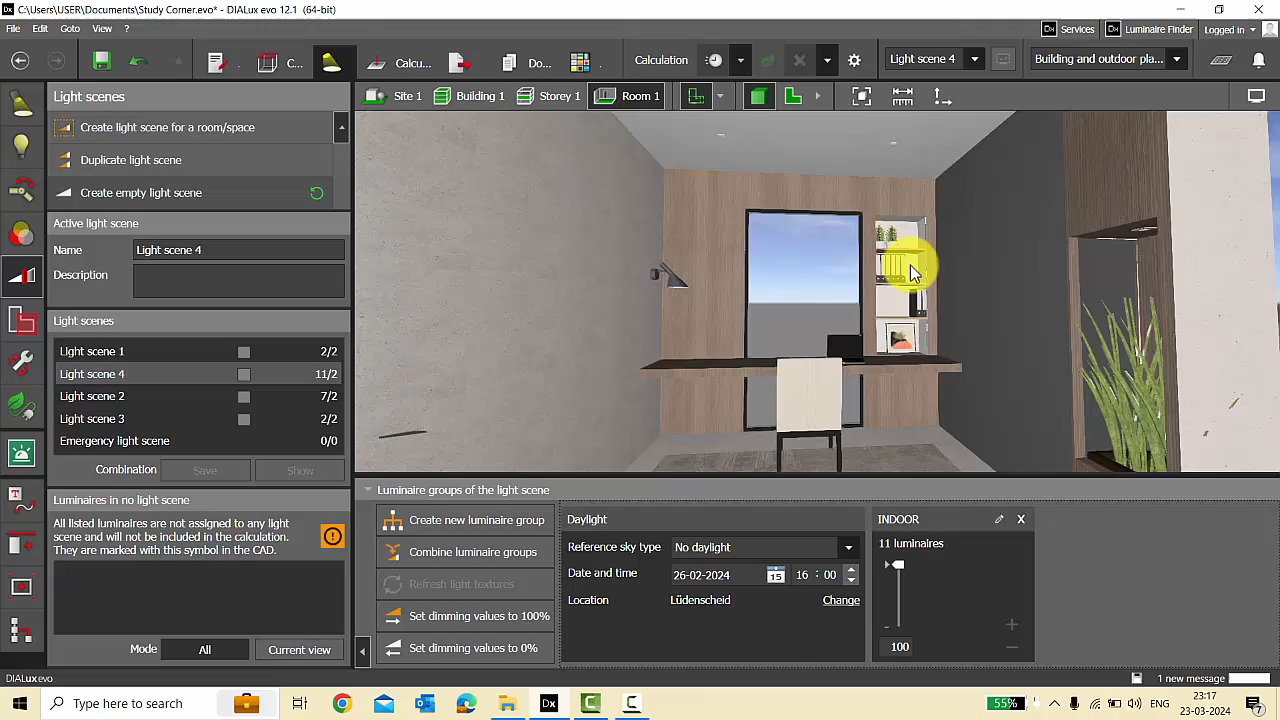 C:\Users\USER\Documents\Study Corner.evo* - DIALux evo 12.1 (64-bit)
File Edit Goto View ?
Dx Services Dx Luminaire Finder Logged in
C... Calcu... Do... Calculation Light scene 4 Building and outdoor pla...
Light scenes
Site 1 Building 1 Storey 1 Room 1
Create light scene for a room/space
Duplicate light scene
Create empty light scene
Active light scene
Name Light scene 4
Description
Light scenes
Light scene 1 2/2
Light scene 4 11/2
Light scene 2 7/2
Light scene 3 2/2
Emergency light scene 0/0
Combination Save Show
Luminaires in no light scene
All listed luminaires are not assigned to any light
scene and will not be included in the calculation.
They are marked with this symbol in the CAD.
Mode All Current view
Luminaire groups of the light scene
Create new luminaire group
Combine luminaire groups
Refresh light textures
Set dimming values to 100%
Set dimming values to 0%
Daylight
Reference sky type No daylight
Date and time 26-02-2024 15 16 : 00
Location Lüdenscheid Change
INDOOR
11 luminaires
100
DIALux evo
1 new message
Type here to search
Dx
55%
ENG
23:17
23-03-2024
7